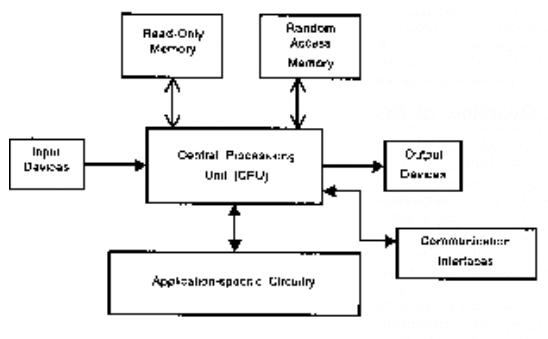 Read-Only
Memory
Random
Access
Memory
Input
Devices
Central Processing
Unit (CPU)
Output
Devices
Communication
Interfaces
Application-specific Circuitry